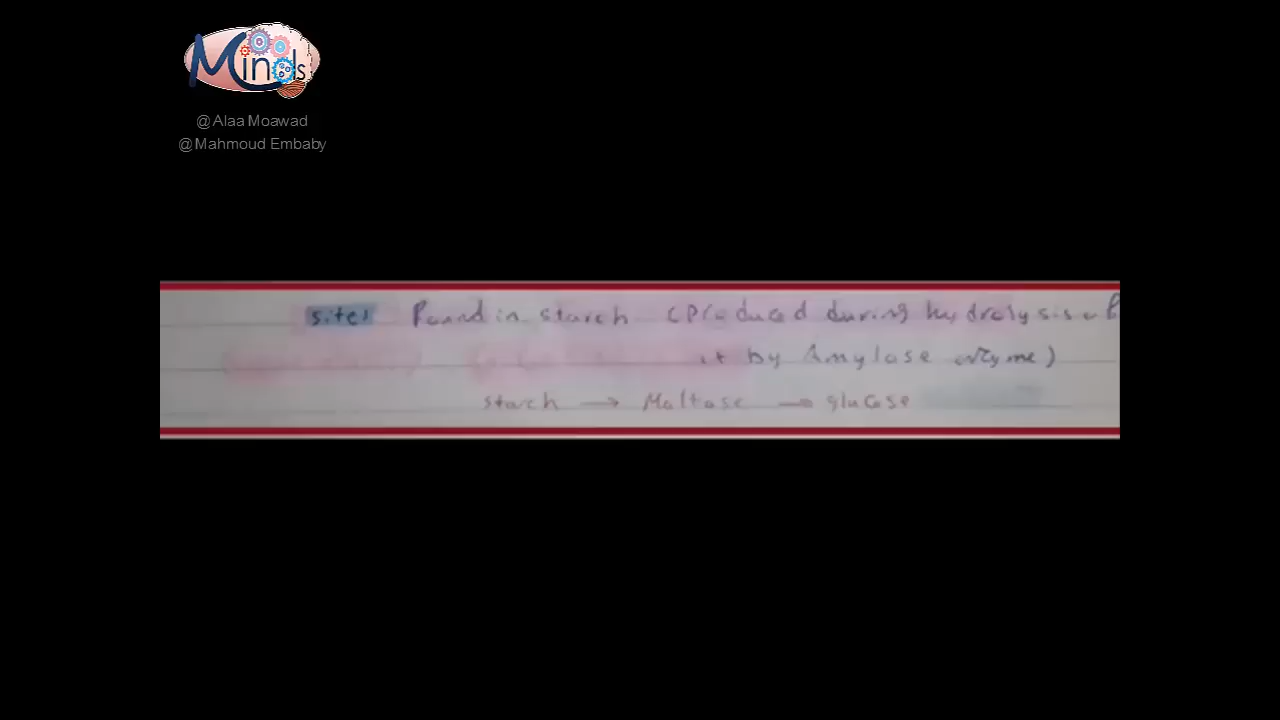 Minds
@Alaa Moawad
@Mahmoud Embaby
sites Found in starch (Produced during hydrolysis of
it by Amylase enzyme)
starch → Maltose → glucose